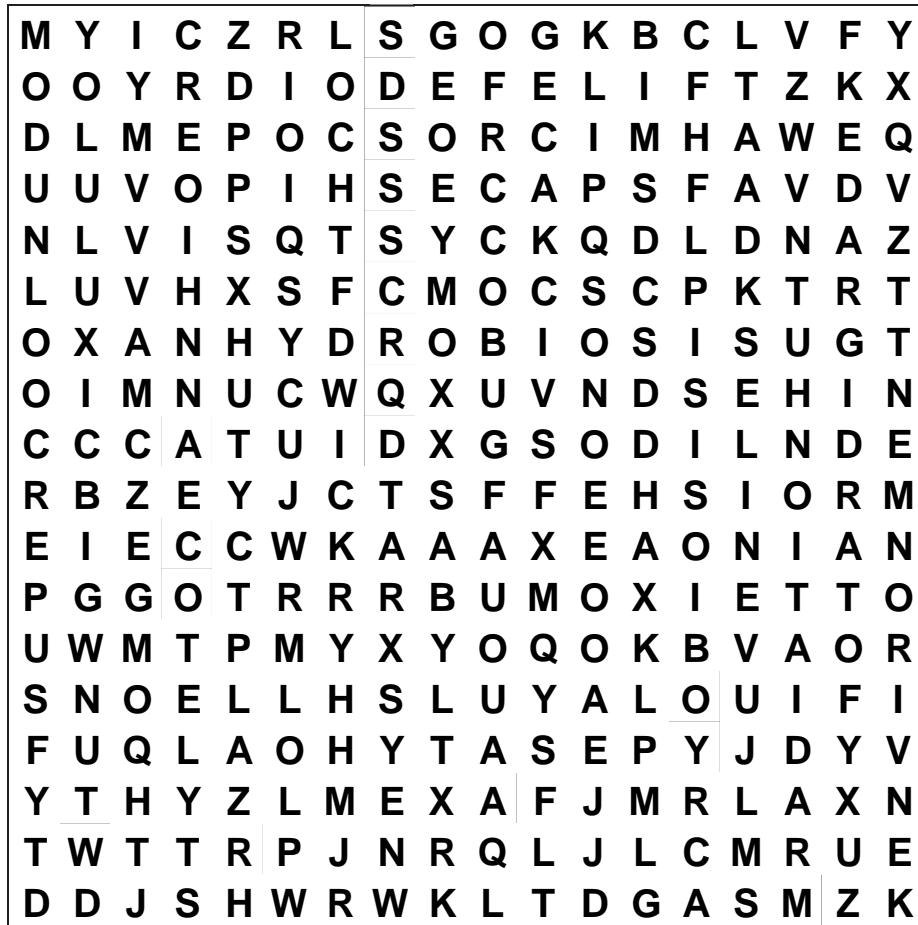 M Y I C Z R L S G O G K B C L V F Y
O O Y R D I O D E F E L I F T Z K X
D L M E P O C S O R C I M H A W E Q
U U V O P I H S E C A P S F A V D V
N L V I S Q T S Y C K Q D L D N A Z
L U V H X S F C M O C S C P K T R T
O X A N H Y D R O B I O S I S U G T
O I M N U C W Q X U V N D S E H I N
C C C A T U I D X G S O D I L N D E
R B Z E Y J C T S F F E H S I O R M
E I E C C W K A A A X E A O N I A N
P G G O T R R R B U M O X I E T T O
U W M T P M Y X Y O Q O K B V A O R
S N O E L L H S L U Y A L O U I F I
F U Q L A O H Y T A S E P Y J D Y V
Y T H Y Z L M E X A F J M R L A X N
T W T T R P J N R Q L J L C M R U E
D D J S H W R W K L T D G A S M Z K